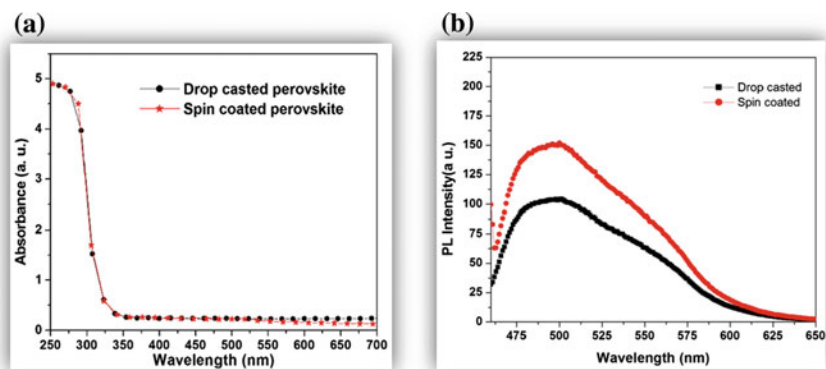 (a)
Absorbance (a. u.)
5
4
3
2
1
0
Drop casted perovskite
Spin coated perovskite
250 300 350 400 450 500 550 600 650 700
Wavelength (nm)
(b)
PL Intensity(a u.)
225
200
175
150
125
100
75
50
25
0
Drop casted
Spin coated
475 500 525 550 575 600 625 650
Wavelength (nm)